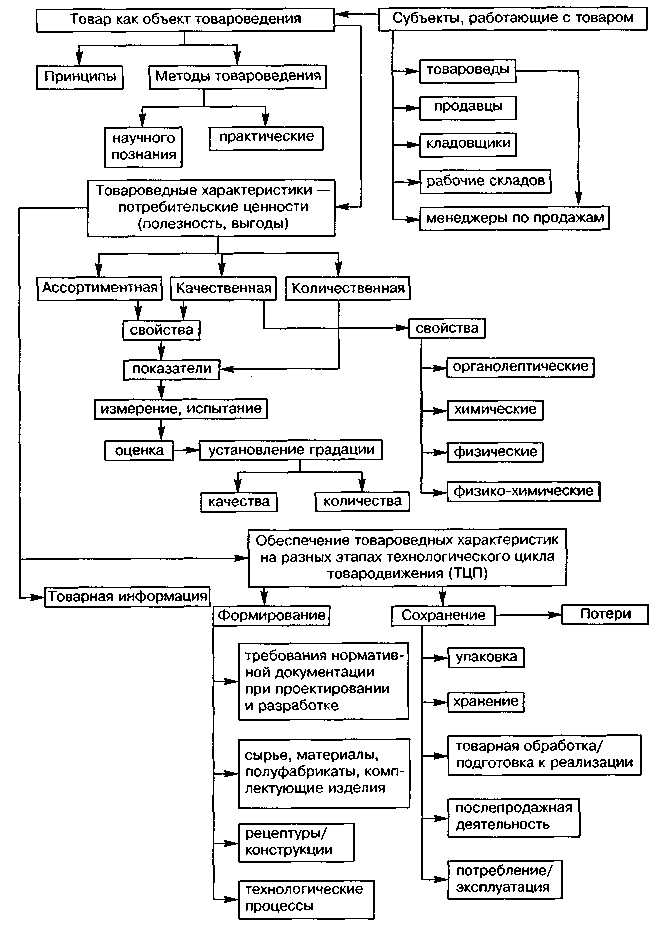 Товар как объект товароведения
Субъекты, работающие с товаром
Принципы
Методы товароведения
научного
познания
практические
товароведы
продавцы
кладовщики
рабочие складов
менеджеры по продажам
Товароведные характеристики —
потребительские ценности
(полезность, выгоды)
Ассортиментная
Качественная
Количественная
свойства
свойства
показатели
измерение, испытание
оценка
установление градации
качества
количества
органолептические
химические
физические
физико-химические
Обеспечение товароведных характеристик
на разных этапах технологического цикла
товародвижения (ТЦП)
Товарная информация
Формирование
Сохранение
Потери
требования норматив-
ной документации
при проектировании
и разработке
сырье, материалы,
полуфабрикаты, комп-
лектующие изделия
рецептуры/
конструкции
технологические
процессы
упаковка
хранение
товарная обработка/
подготовка к реализации
послепродажная
деятельность
потребление/
эксплуатация